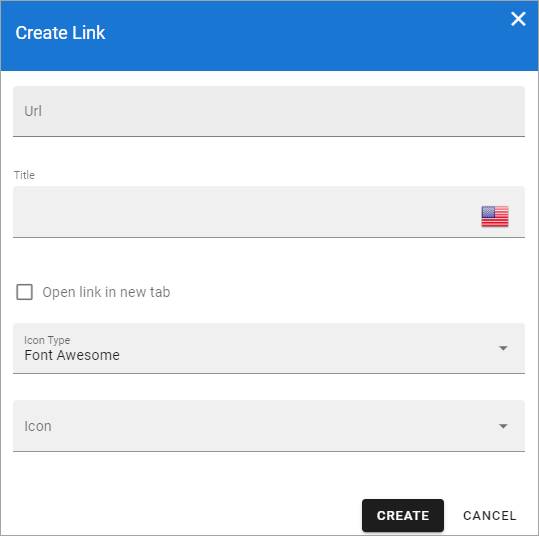 Create Link
Url
Title
Open link in new tab
Icon Type
Font Awesome
Icon
CREATE CANCEL